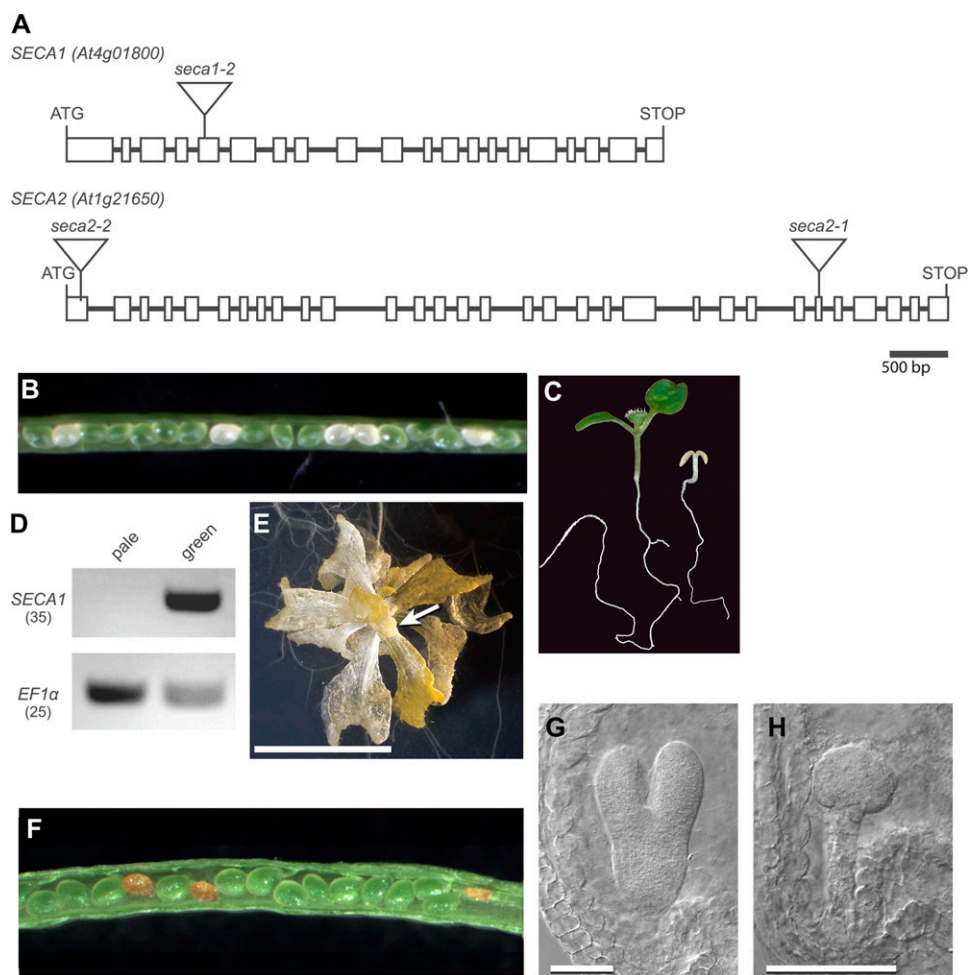 A
SECA1 (At4g01800)
seca1-2
ATG
STOP
SECA2 (At1g21650)
seca2-2
seca2-1
ATG
STOP
500 bp
B
C
D
pale
green
SECA1
(35)
EF1α
(25)
E
F
G
H